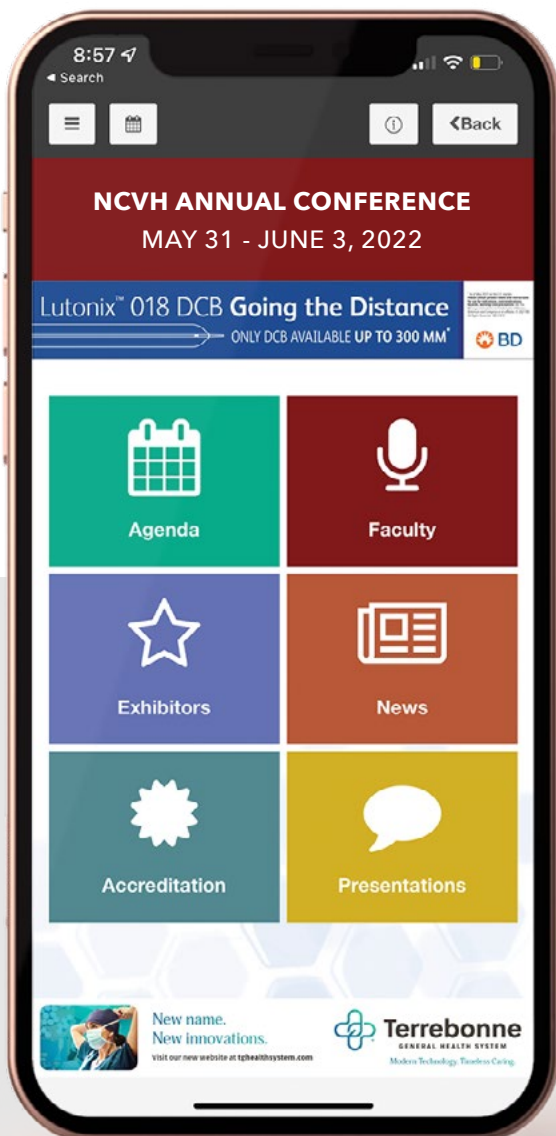 8:57
Search
Back
NCVH ANNUAL CONFERENCE
MAY 31 - JUNE 3, 2022
Lutonix™ 018 DCB Going the Distance
ONLY DCB AVAILABLE UP TO 300 MM*
BD
Agenda
Faculty
Exhibitors
News
Accreditation
Presentations
New name.
New innovations.
Visit our new website at tghealthsystem.com
Terrebonne
GENERAL HEALTH SYSTEM
Modern Technology. Timeless Caring.